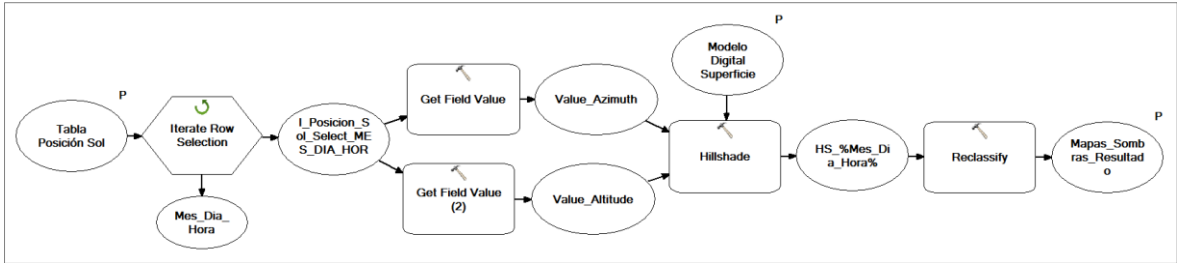 P
Tabla
Posición Sol
Iterate Row
Selection
Mes_Dia_
Hora
I_Posicion_S
ol_Select_ME
S_DIA_HOR
Get Field Value
Value_Azimuth
Get Field Value
(2)
Value_Altitude
P
Modelo
Digital
Superficie
Hillshade
HS_%Mes_Di
a_Hora%
Reclassify
P
Mapas_Somb
ras_Resultad
o